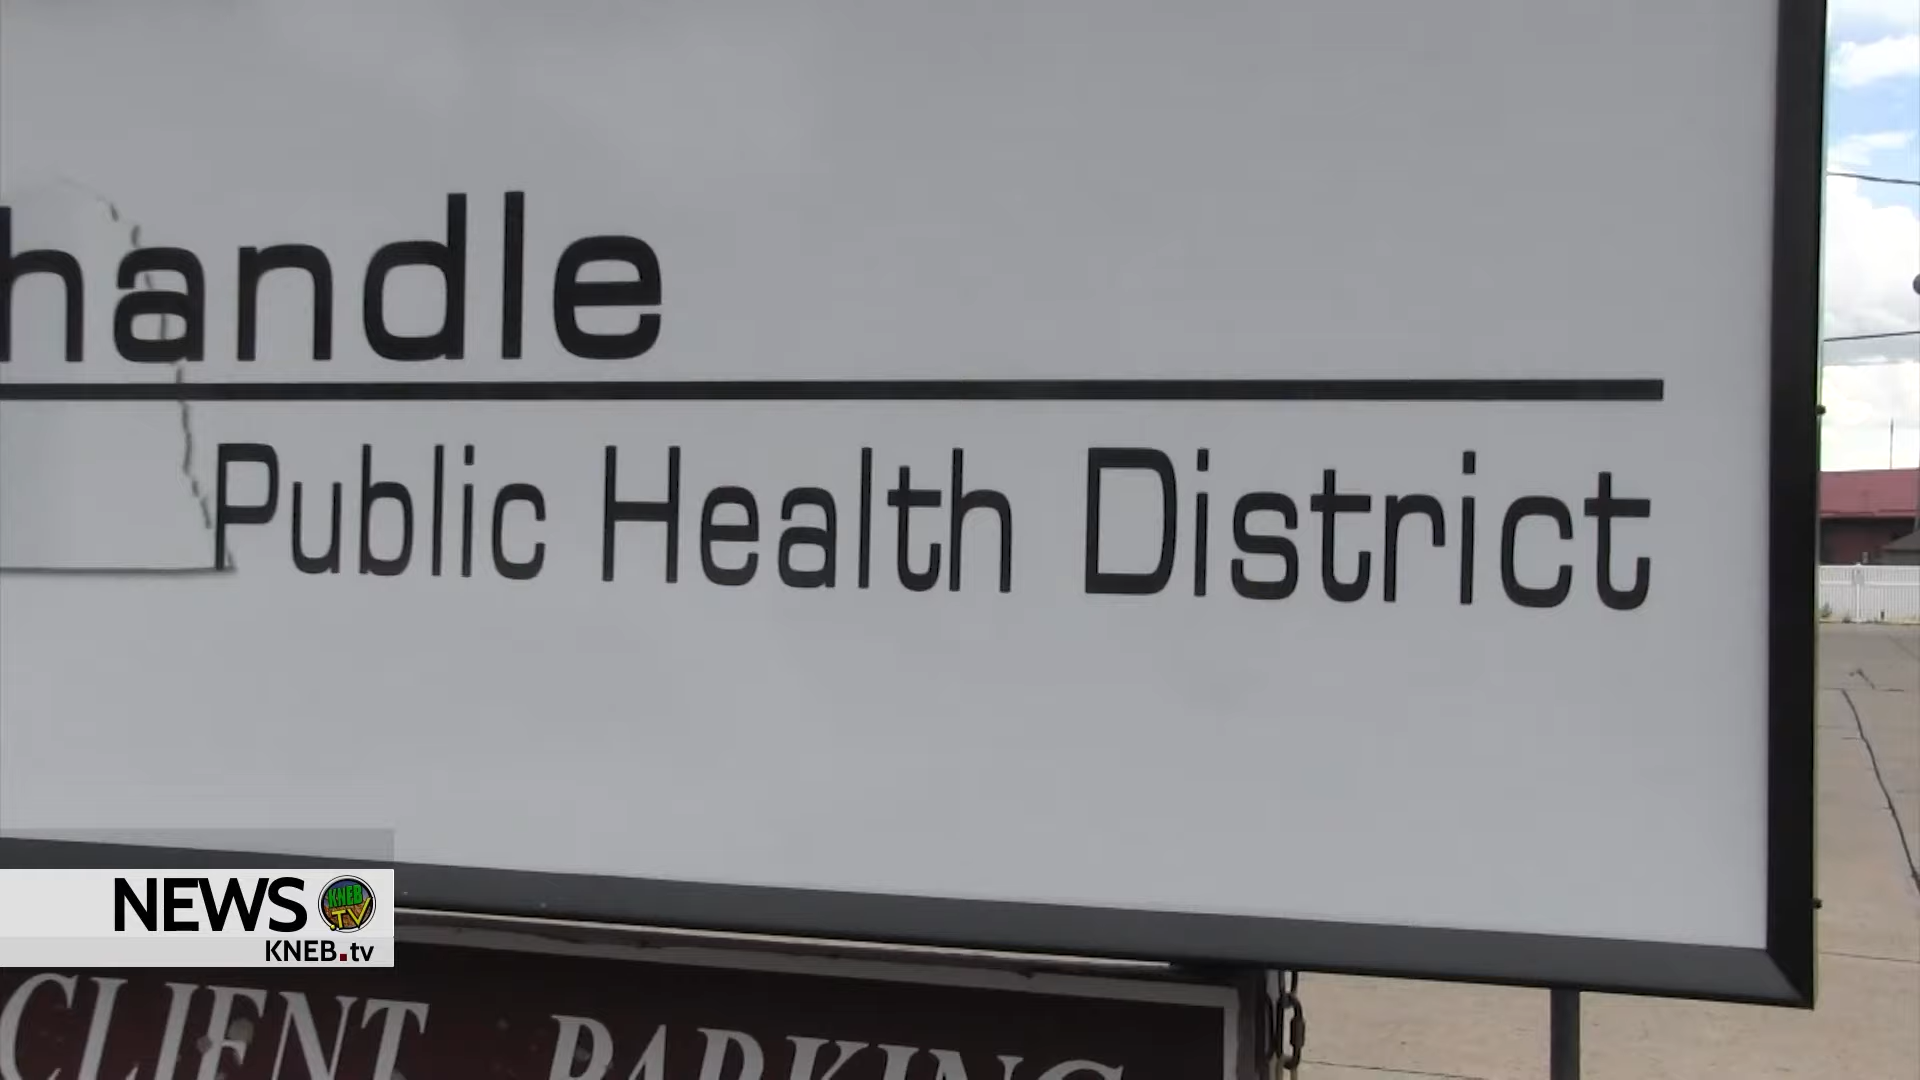 handle
Public Health District
NEWS KNEB .TV
KNEB.tv
CLIENT PARKING